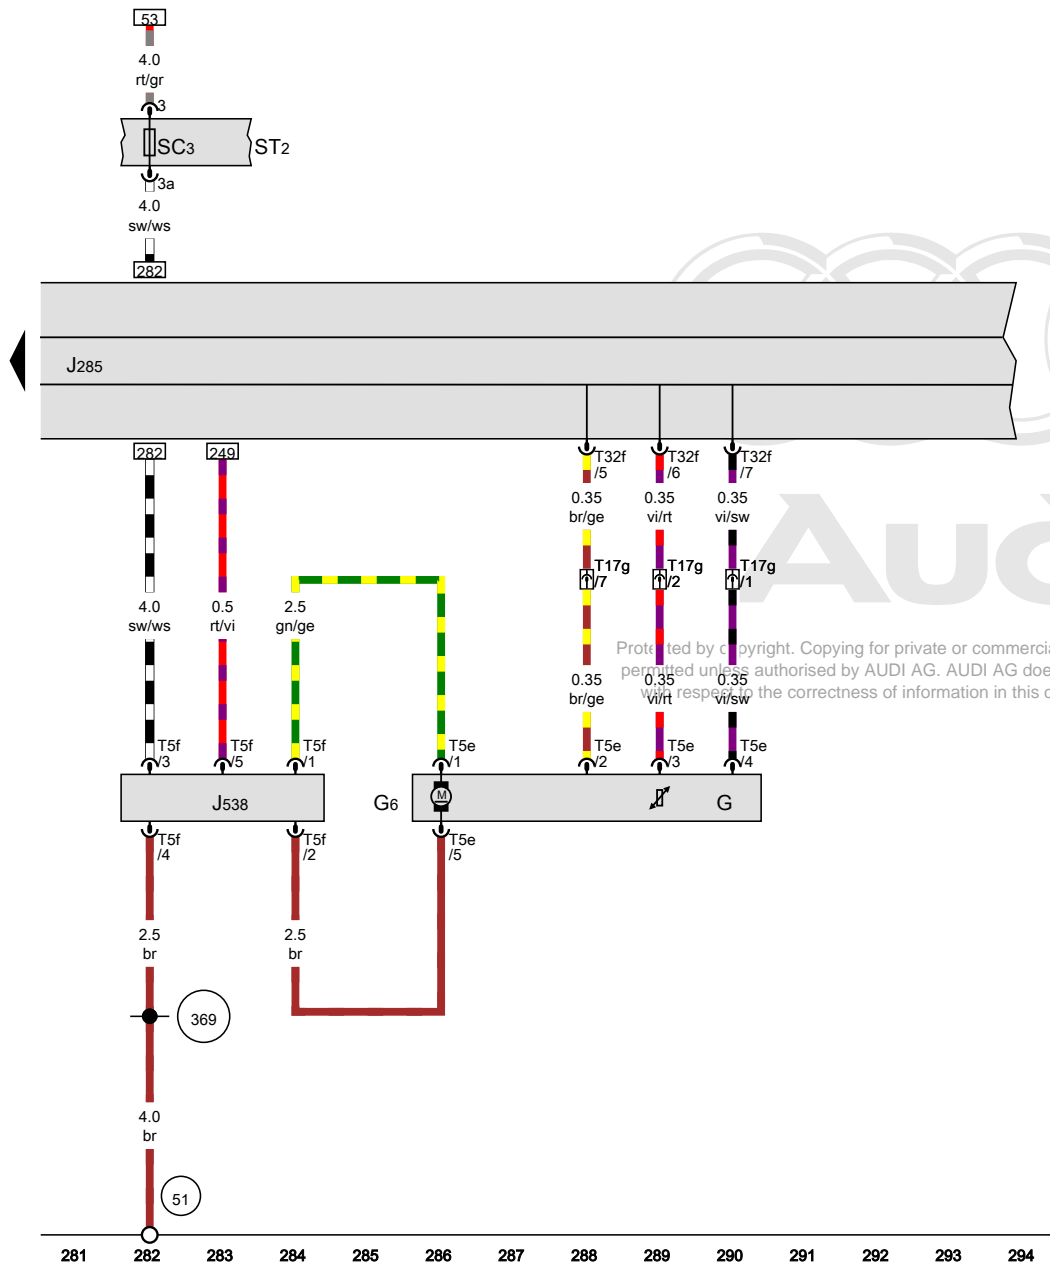 53
4.0
rt/gr
3
SC3
ST2
3a
4.0
sw/ws
282
J285
282
249
T32f
/5
T32f
/6
T32f
/7
0.35
br/ge
0.35
vi/rt
0.35
vi/sw
Audi
T17g
/7
T17g
/2
T17g
/1
4.0
sw/ws
0.5
rt/vi
2.5
gn/ge
Protected by copyright. Copying for private or commercia
permitted unless authorised by AUDI AG. AUDI AG doe
with respect to the correctness of information in this
0.35
br/ge
0.35
vi/rt
0.35
vi/sw
T5f
/3
T5f
/5
T5f
/1
T5e
/1
T5e
/2
T5e
/3
T5e
/4
J538
G6
M
G
T5f
/4
T5f
/2
T5e
/5
2.5
br
2.5
br
369
4.0
br
51
281 282 283 284 285 286 287 288 289 290 291 292 293 294